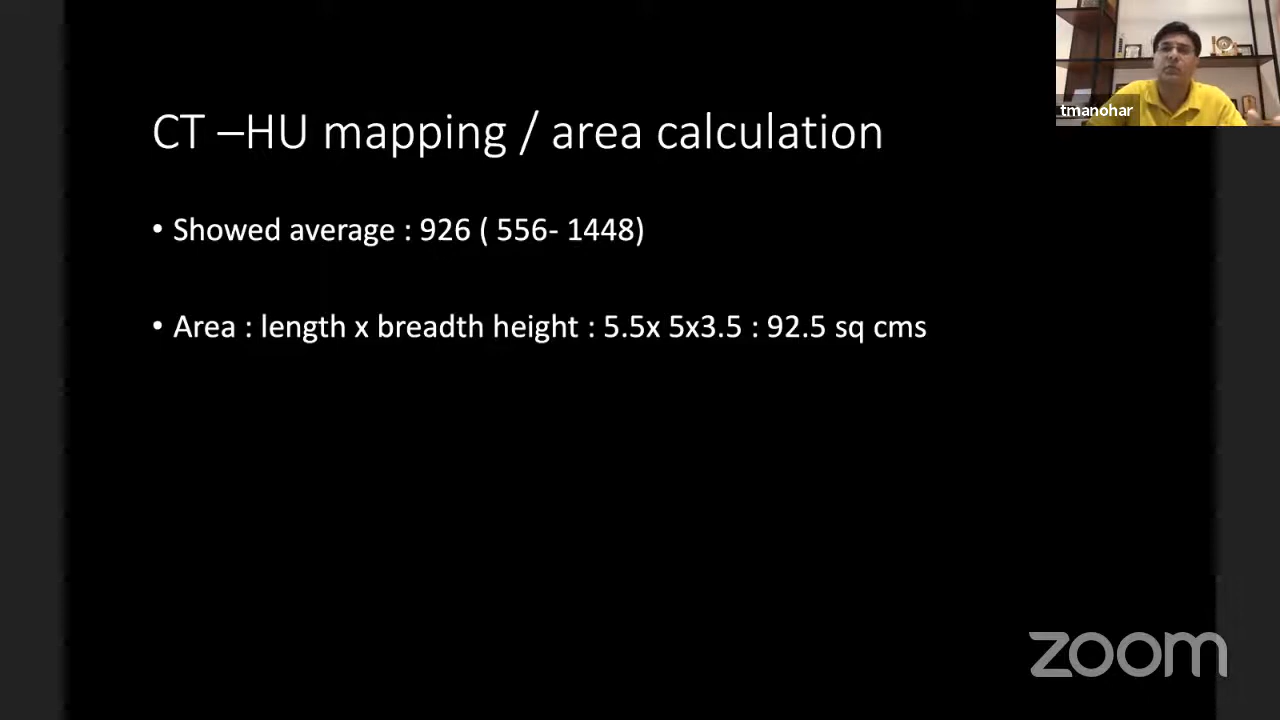 tmanohar
CT –HU mapping / area calculation
• Showed average : 926 ( 556- 1448)
• Area : length x breadth height : 5.5x 5x3.5 : 92.5 sq cms
zoom